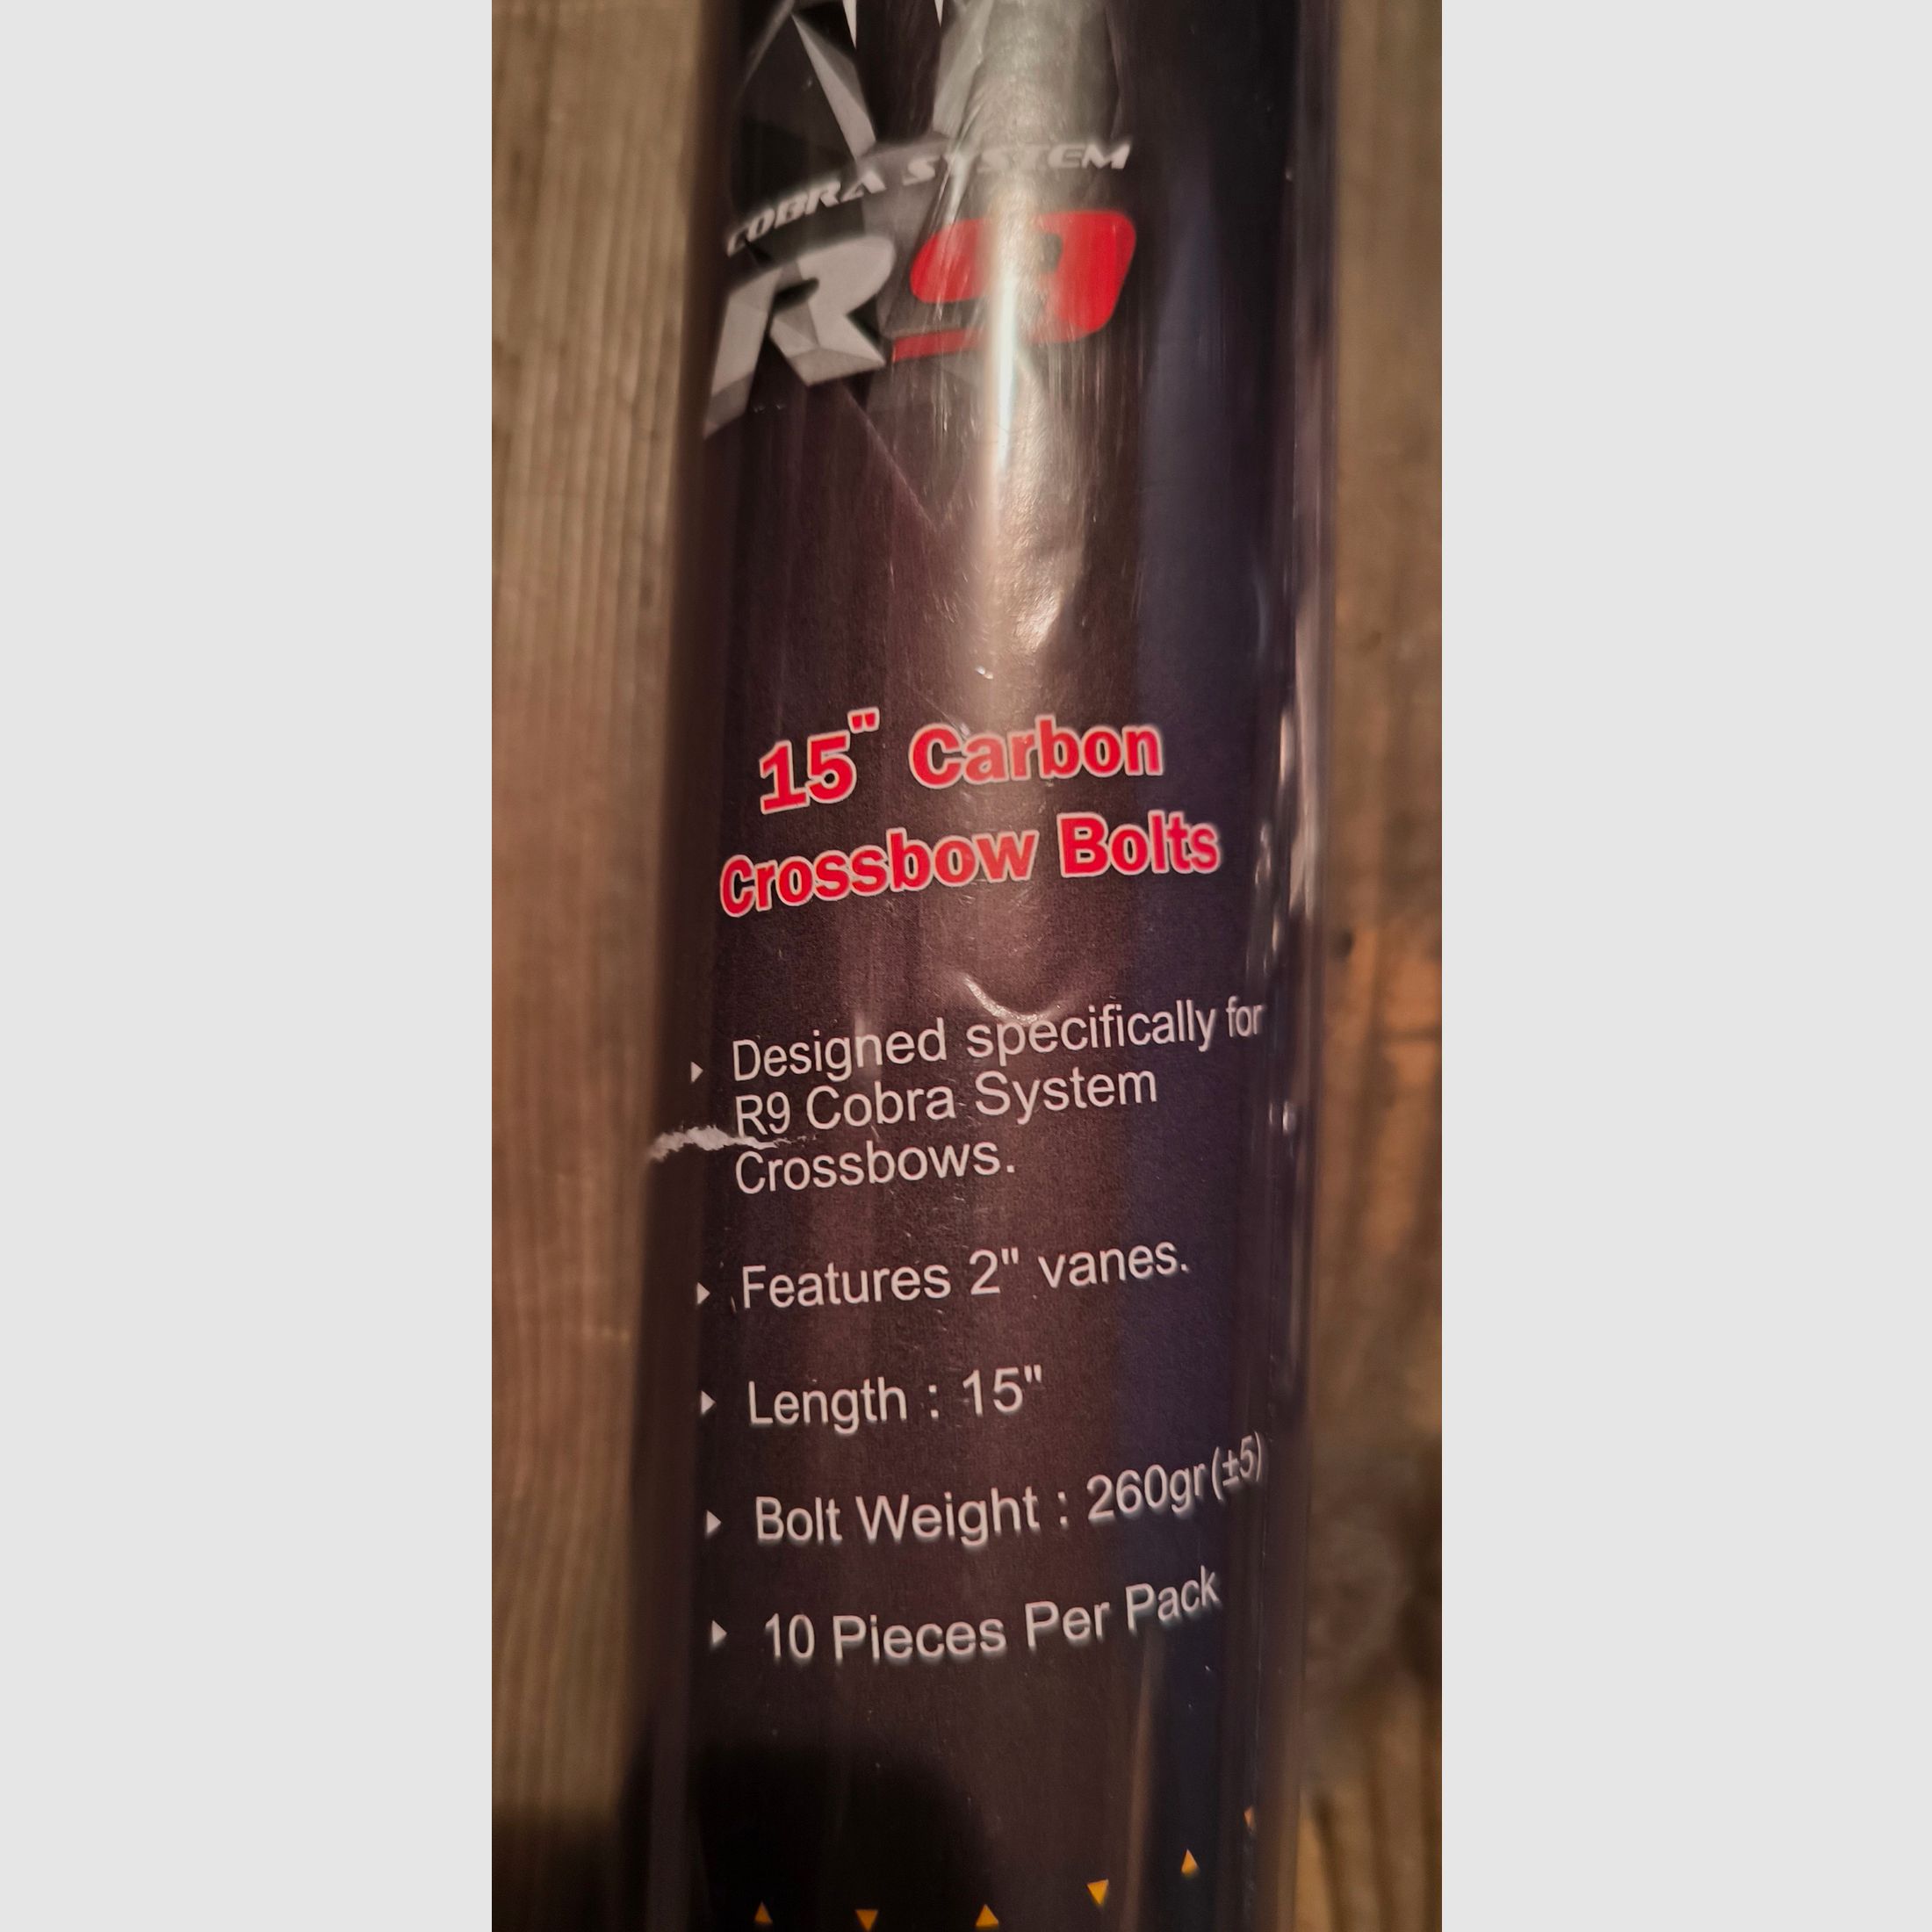 COBRA SYSTEM
R9
15" Carbon
Crossbow Bolts
Designed specifically for
R9 Cobra System
Crossbows.
Features 2" vanes.
Length : 15"
Bolt Weight : 260gr(±5)
10 Pieces Per Pack